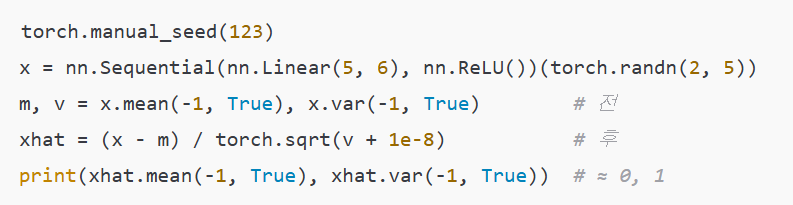 torch.manual_seed(123)
x = nn.Sequential(nn.Linear(5, 6), nn.ReLU())(torch.randn(2, 5))
m, v = x.mean(-1, True), x.var(-1, True)        # 전
xhat = (x - m) / torch.sqrt(v + 1e-8)           # 후
print(xhat.mean(-1, True), xhat.var(-1, True))  # ≈ 0, 1